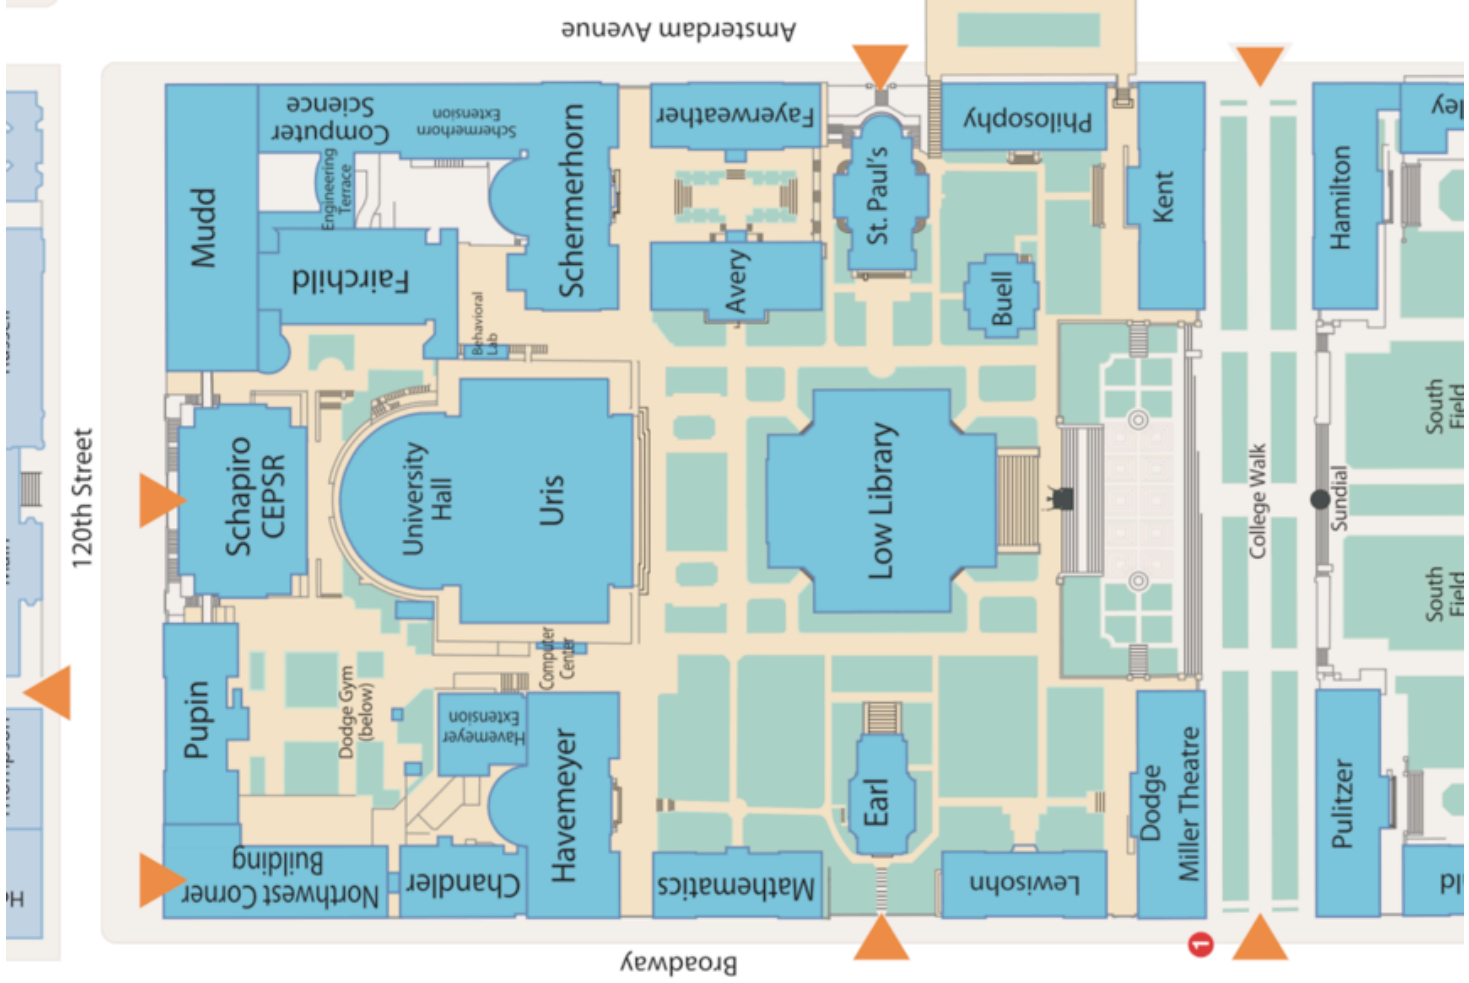 Amsterdam Avenue
Computer
Science
Schermerhorn
Extension
Schermerhorn
Fayerweather
Philosophy
St. Paul's
Kent
Hamilton
Mudd
Engineering
Terrace
Fairchild
Behavioral
Lab
Avery
Buell
120th Street
Schapiro
CEPSR
University
Hall
Uris
Low Library
College Walk
Sundial
South
Field
South
Field
Pupin
Dodge Gym
(below)
Computer
Center
Havemeyer
Extension
Havemeyer
Earl
Dodge
Miller Theatre
Pulitzer
Northwest Corner
Building
Chandler
Mathematics
Lewisohn
Broadway
1
H
ley
ild